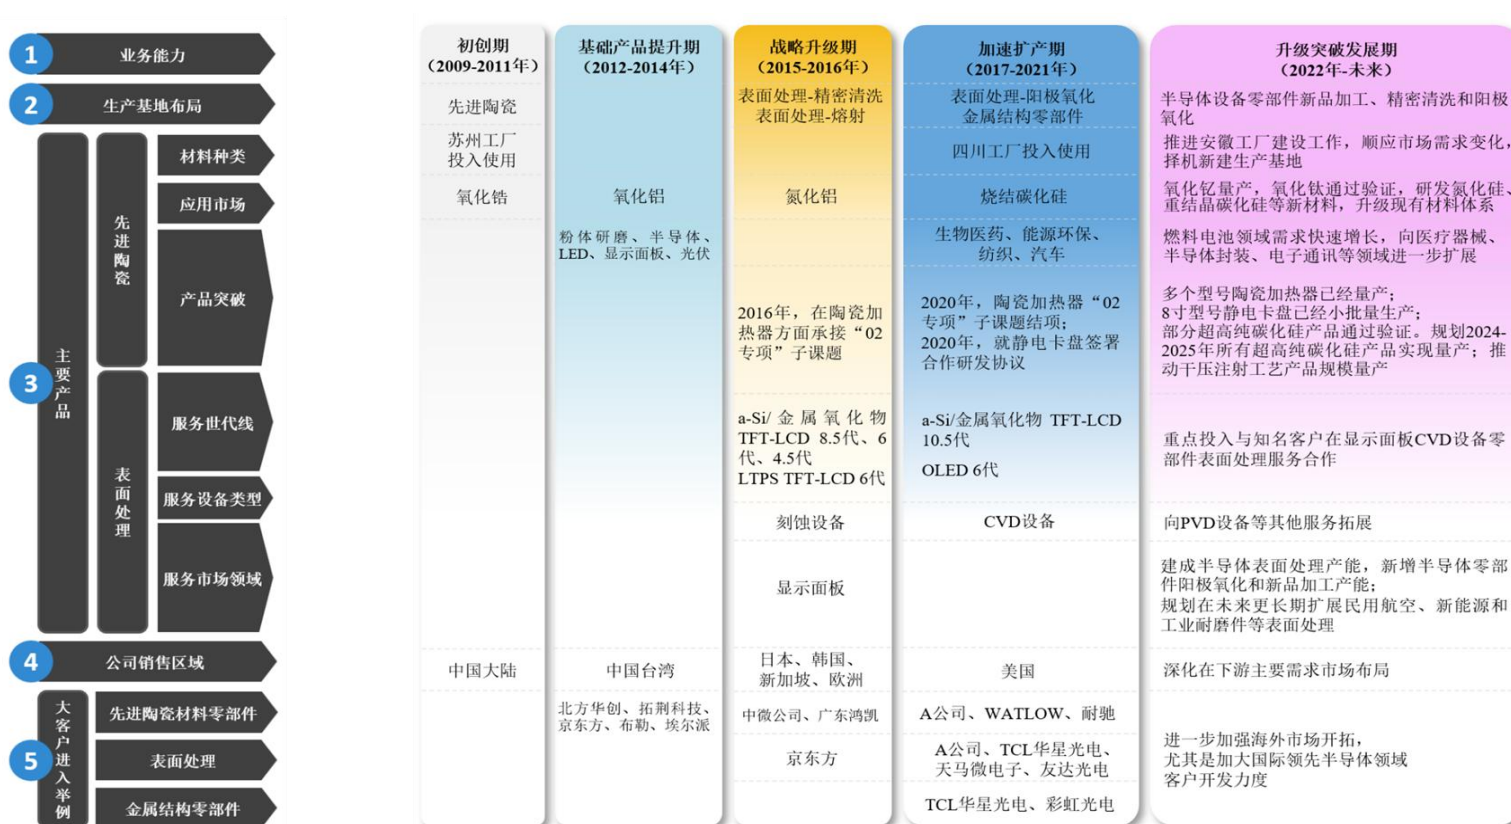 1
业务能力
2
生产基地布局
3
主要产品
先进陶瓷
材料种类
应用市场
产品突破
表面处理
服务世代线
服务设备类型
服务市场领域
4
公司销售区域
5
大客户进入举例
先进陶瓷材料零部件
表面处理
金属结构零部件
初创期
（2009-2011年）
先进陶瓷
苏州工厂
投入使用
氧化锆
中国大陆
基础产品提升期
（2012-2014年）
氧化铝
粉体研磨、半导体、
LED、显示面板、光伏
中国台湾
北方华创、拓荆科技、
京东方、布勒、埃尔派
战略升级期
（2015-2016年）
表面处理-精密清洗
表面处理-熔射
氮化铝
2016年，在陶瓷加
热器方面承接“02
专项”子课题
a-Si/金属氧化物
TFT-LCD 8.5代、6
代、4.5代
LTPS TFT-LCD 6代
刻蚀设备
显示面板
日本、韩国、
新加坡、欧洲
中微公司、广东鸿凯
京东方
加速扩产期
（2017-2021年）
表面处理-阳极氧化
金属结构零部件
四川工厂投入使用
烧结碳化硅
生物医药、能源环保、
纺织、汽车
2020年，陶瓷加热器“02
专项”子课题结项；
2020年，就静电卡盘签署
合作研发协议
a-Si/金属氧化物 TFT-LCD
10.5代
OLED 6代
CVD设备
美国
A公司、WATLOW、耐驰
A公司、TCL华星光电、
天马微电子、友达光电
TCL华星光电、彩虹光电
升级突破发展期
（2022年-未来）
半导体设备零部件新品加工、精密清洗和阳极
氧化
推进安徽工厂建设工作，顺应市场需求变化，
择机新建生产基地
氧化钇量产，氧化钛通过验证，研发氮化硅、
重结晶碳化硅等新材料，升级现有材料体系
燃料电池领域需求快速增长，向医疗器械、
半导体封装、电子通讯等领域进一步扩展
多个型号陶瓷加热器已经量产；
8寸型号静电卡盘已经小批量生产；
部分超高纯碳化硅产品通过验证。规划2024-
2025年所有超高纯碳化硅产品实现量产；推
动干压注射工艺产品规模量产
重点投入与知名客户在显示面板CVD设备零
部件表面处理服务合作
向PVD设备等其他服务拓展
建成半导体表面处理产能，新增半导体零部
件阳极氧化和新品加工产能；
规划在未来更长期扩展民用航空、新能源和
工业耐磨件等表面处理
深化在下游主要需求市场布局
进一步加强海外市场开拓，
尤其是加大国际领先半导体领域
客户开发力度